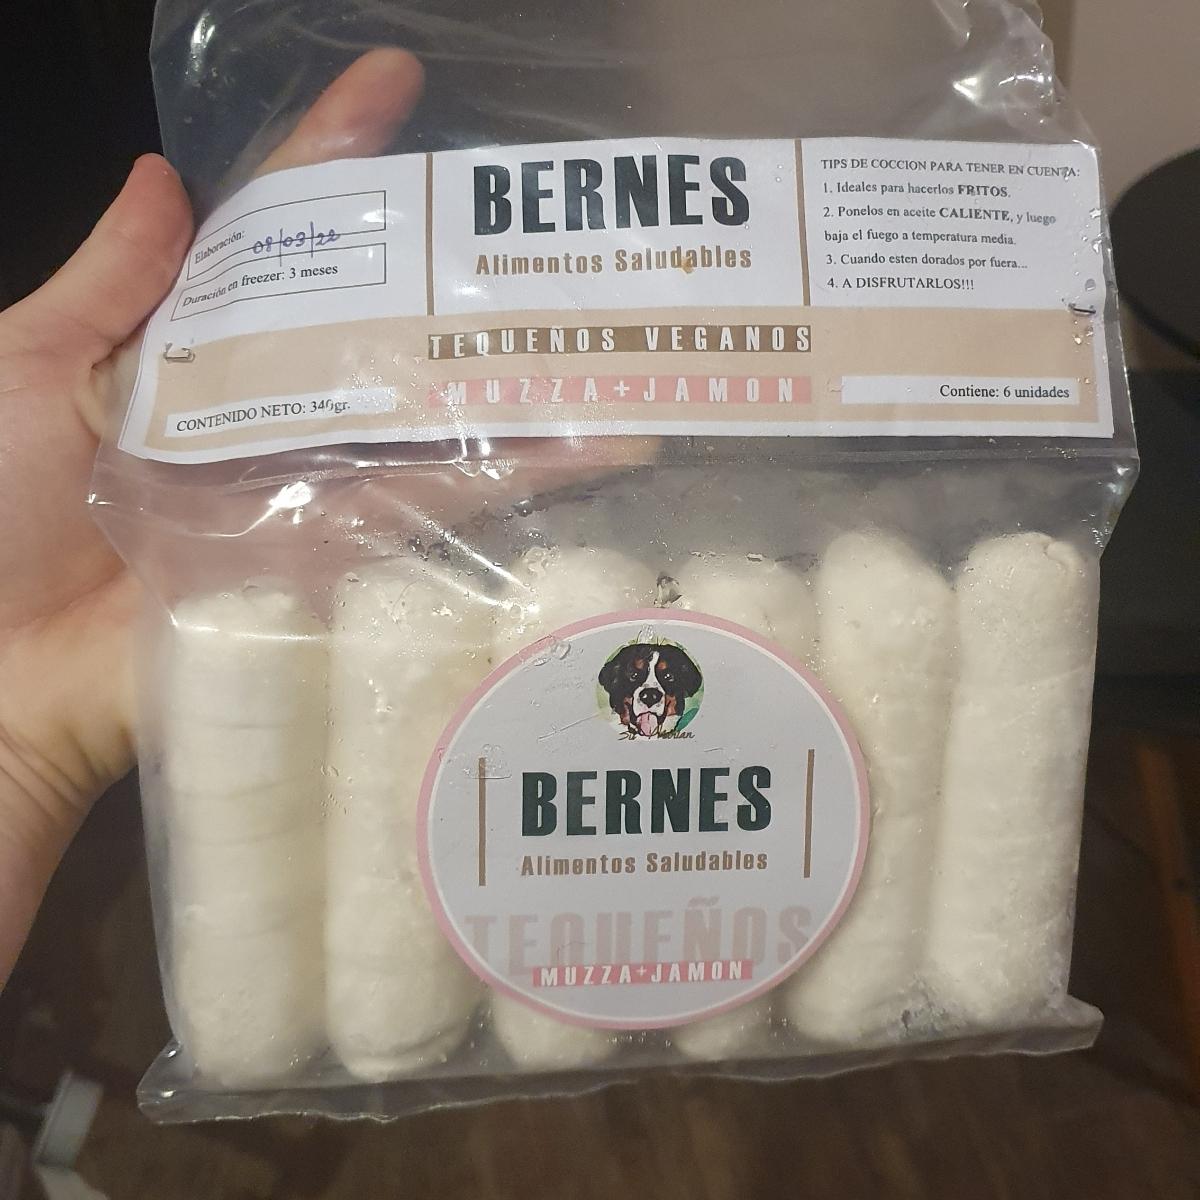 Elaboración: 08/03/22
Duración en freezer: 3 meses
BERNES
Alimentos Saludables
TIPS DE COCCION PARA TENER EN CUENTA:
1. Ideales para hacerlos FRITOS.
2. Ponelos en aceite CALIENTE, y luego
baja el fuego a temperatura media.
3. Cuando esten dorados por fuera...
4. A DISFRUTARLOS!!!
TEQUEÑOS VEGANOS
MUZZA+JAMON
CONTENIDO NETO: 340gr.
Contiene: 6 unidades
BERNES
Alimentos Saludables
TEQUEÑOS
MUZZA+JAMON